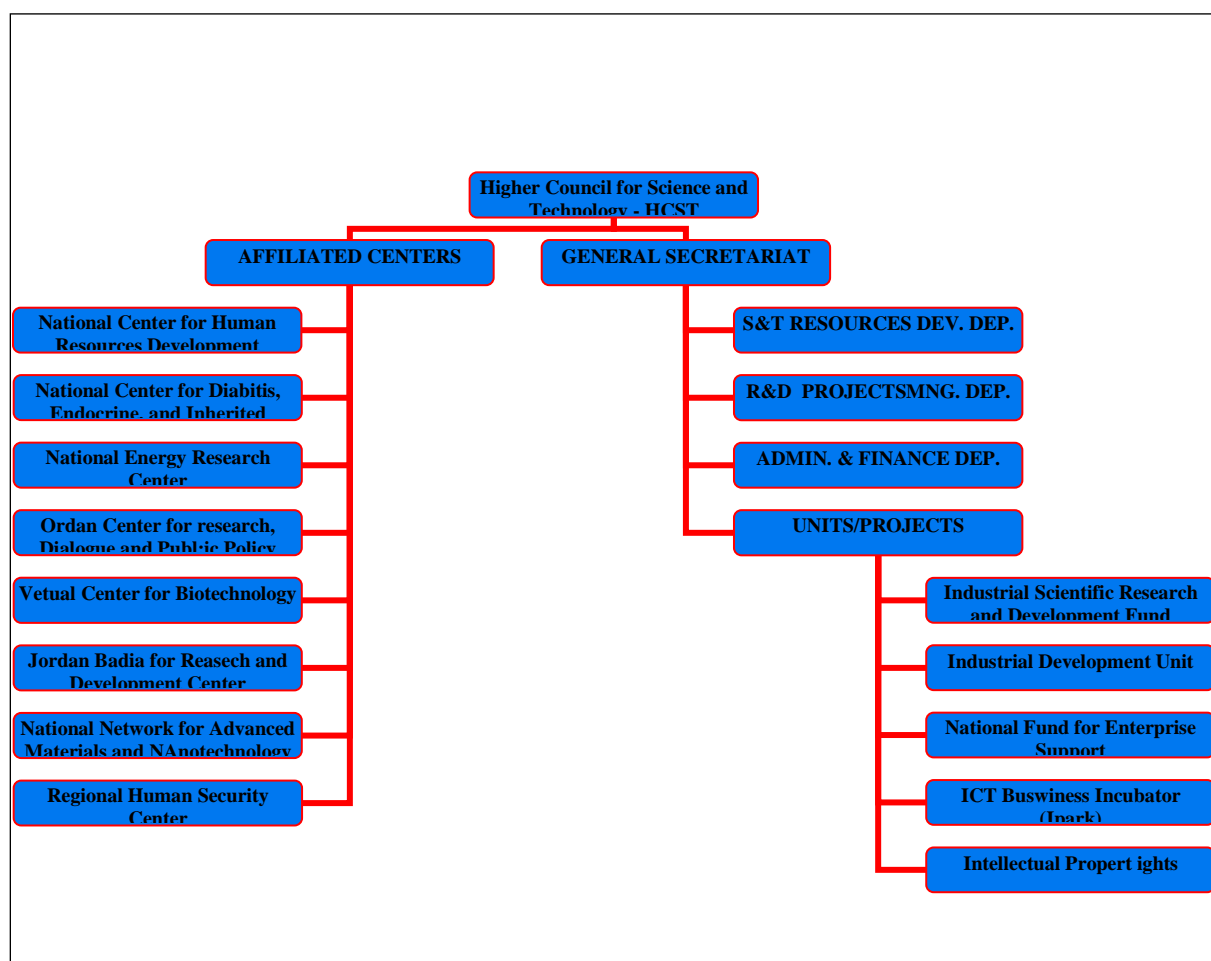 Higher Council for Science and
Technology - HCST
AFFILIATED CENTERS
GENERAL SECRETARIAT
National Center for Human
Resources Development
National Center for Diabitis,
Endocrine, and Inherited
National Energy Research
Center
Ordan Center for research,
Dialogue and Publ;ic Policy
Vetual Center for Biotechnology
Jordan Badia for Reasech and
Development Center
National Network for Advanced
Materials and NAnotechnology
Regional Human Security
Center
S&T RESOURCES DEV. DEP.
R&D PROJECTSMNG. DEP.
ADMIN. & FINANCE DEP.
UNITS/PROJECTS
Industrial Scientific Research
and Development Fund
Industrial Development Unit
National Fund for Enterprise
Support
ICT Buswiness Incubator
(Ipark)
Intellectual Propert ights